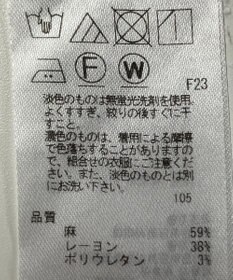 F W
F23
淡色のものは無蛍光洗剤を使用。
よくすすぎ、絞りの後すぐに干
すこと。
濃色のものは、着用による摩擦
で色落ちすることがありますの
で、組合せの衣服にご注意くださ
い。また、淡色のものとは別
にお洗い下さい。
105
品質
麻 59%
レーヨン 38%
ポリウレタン 3%